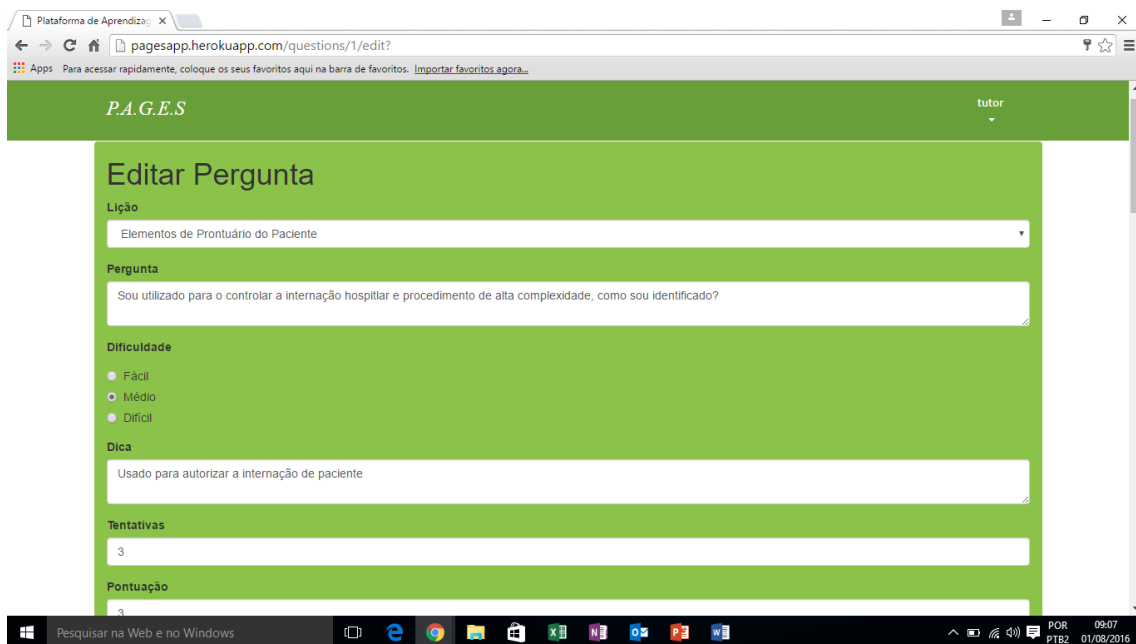 Plataforma de Aprendizag
pagesapp.herokuapp.com/questions/1/edit?
Apps Para acessar rapidamente, coloque os seus favoritos aqui na barra de favoritos. Importar favoritos agora...
P.A.G.E.S
tutor
Editar Pergunta
Lição
Elementos de Prontuário do Paciente
Pergunta
Sou utilizado para o controlar a internação hospitlar e procedimento de alta complexidade, como sou identificado?
Dificuldade
Fácil
Médio
Difícil
Dica
Usado para autorizar a internação de paciente
Tentativas
3
Pontuação
3
Pesquisar na Web e no Windows
POR 09:07
PTB2 01/08/2016